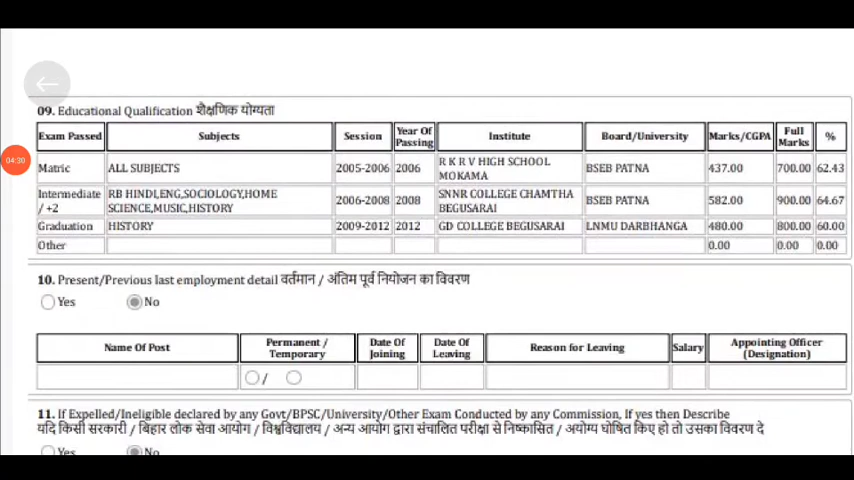 09. Educational Qualification शैक्षणिक योग्यता
Exam Passed Subjects Session Year Of Passing Institute Board/University Marks/CGPA Full Marks %
Matric ALL SUBJECTS 2005-2006 2006 R K R V HIGH SCHOOL MOKAMA BSEB PATNA 437.00 700.00 62.43
Intermediate / +2 RB HINDI,ENG,SOCIOLOGY,HOME SCIENCE,MUSIC,HISTORY 2006-2008 2008 SNNR COLLEGE CHAMTHA BEGUSARAI BSEB PATNA 582.00 900.00 64.67
Graduation HISTORY 2009-2012 2012 GD COLLEGE BEGUSARAI LNMU DARBHANGA 480.00 800.00 60.00
Other 0.00 0.00 0.00
04:30
10. Present/Previous last employment detail वर्तमान / अंतिम पूर्व नियोजन का विवरण
Yes No
Name Of Post Permanent / Temporary Date Of Joining Date Of Leaving Reason for Leaving Salary Appointing Officer (Designation)
/
11. If Expelled/Ineligible declared by any Govt/BPSC/University/Other Exam Conducted by any Commission, If yes then Describe
यदि किसी सरकारी / बिहार लोक सेवा आयोग / विश्वविद्यालय / अन्य आयोग द्वारा संचालित परीक्षा से निष्कासित / अयोग्य घोषित किए हो तो उसका विवरण दे
Yes No